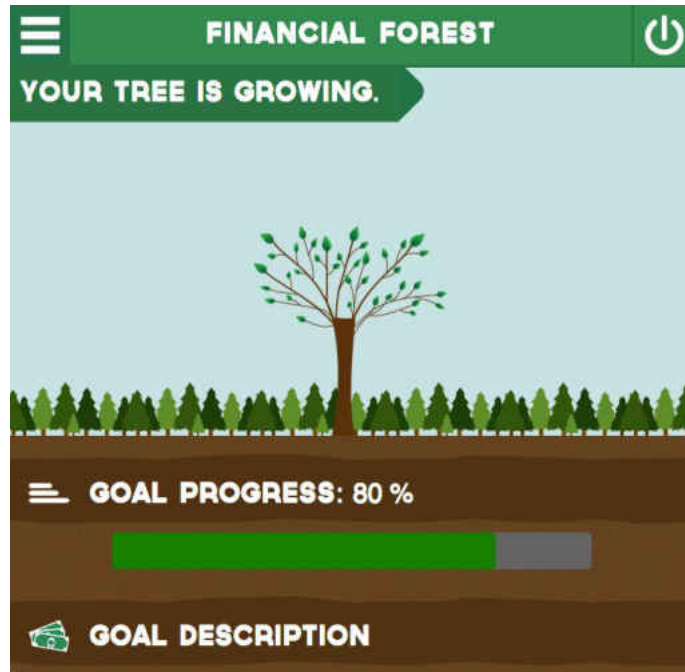 FINANCIAL FOREST
YOUR TREE IS GROWING.
GOAL PROGRESS: 80 %
GOAL DESCRIPTION